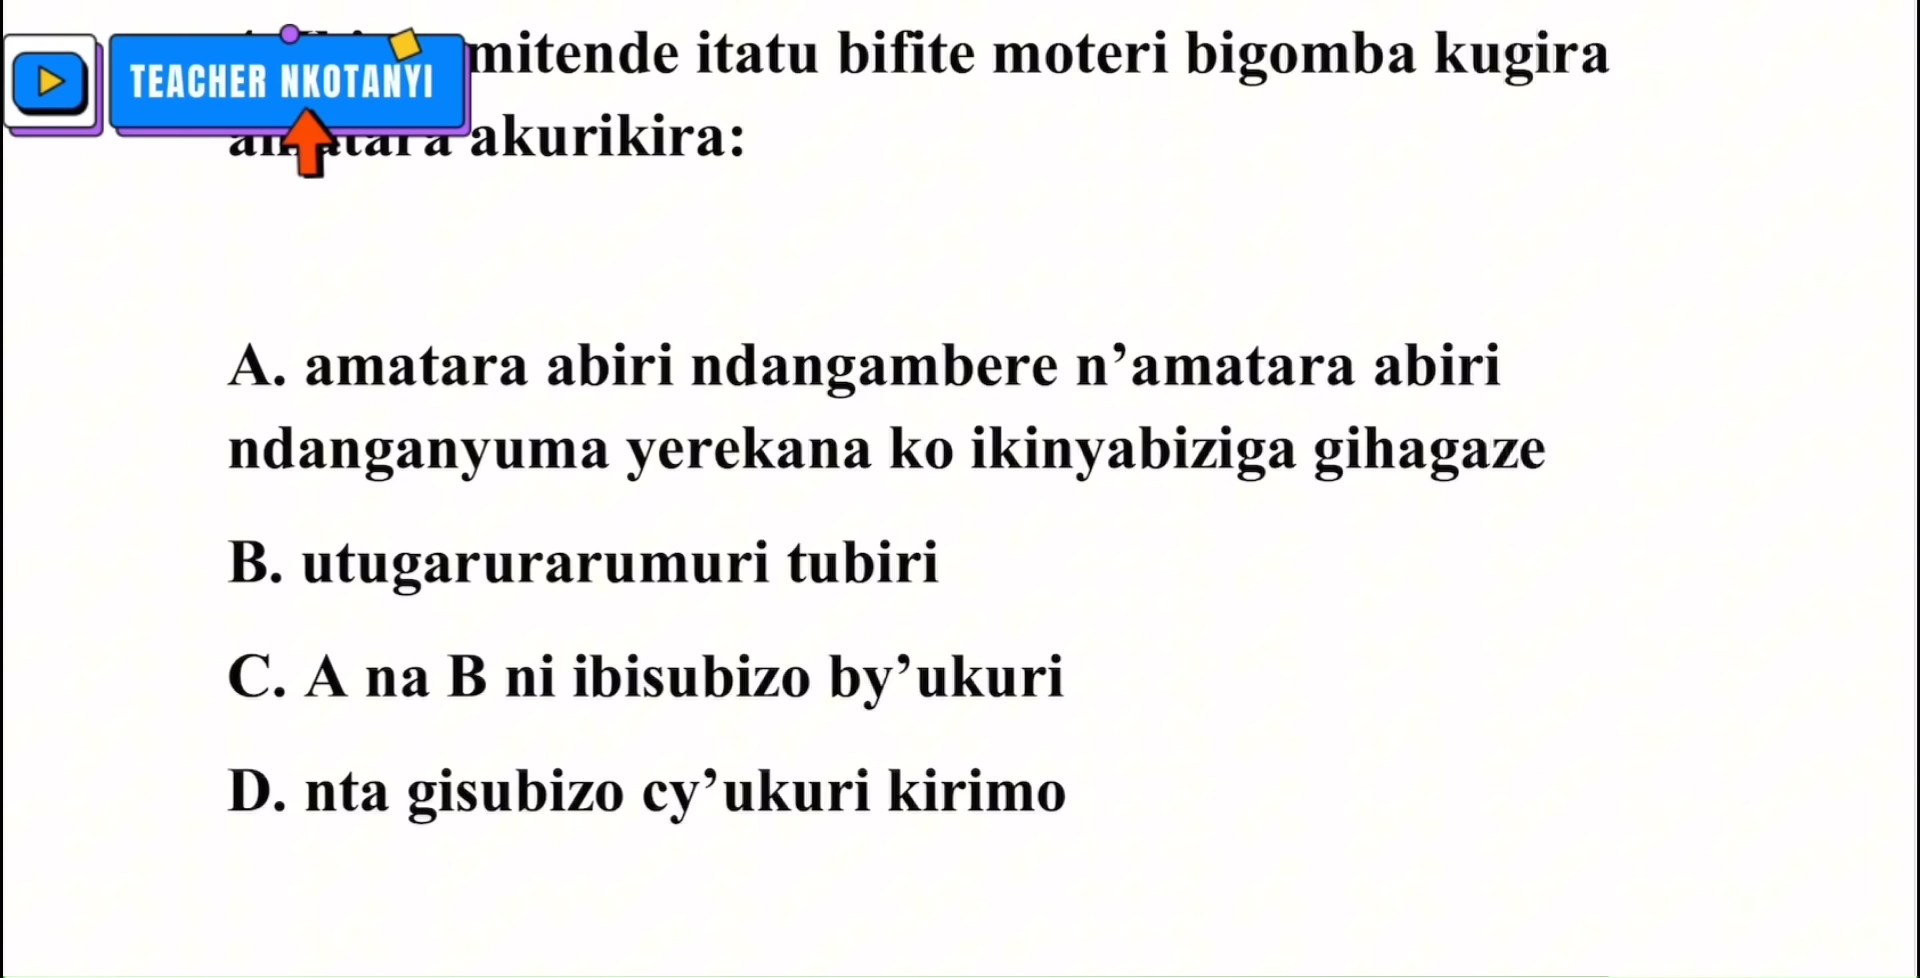 TEACHER NKOTANYI
mitende itatu bifite moteri bigomba kugira
akurikira:
A. amatara abiri ndangambere n’amatara abiri
ndanganyuma yerekana ko ikinyabiziga gihagaze
B. utugarurarumuri tubiri
C. A na B ni ibisubizo by’ukuri
D. nta gisubizo cy’ukuri kirimo